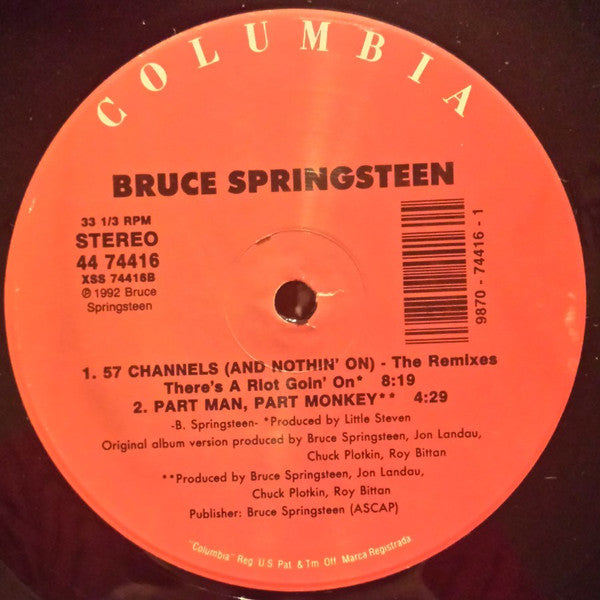 COLUMBIA
BRUCE SPRINGSTEEN
33 1/3 RPM
STEREO
44 74416
XSS 74416B
℗ 1992 Bruce
Springsteen
9870 - 74416 - 1
1. 57 CHANNELS (AND NOTHIN' ON) - The Remixes
There's A Riot Goin' On* 8:19
2. PART MAN, PART MONKEY** 4:29
-B. Springsteen- *Produced by Little Steven
Original album version produced by Bruce Springsteen, Jon Landau,
Chuck Plotkin, Roy Bittan
**Produced by Bruce Springsteen, Jon Landau,
Chuck Plotkin, Roy Bittan
Publisher: Bruce Springsteen (ASCAP)
"Columbia" Reg. U.S. Pat. & Tm. Off. Marca Registrada.